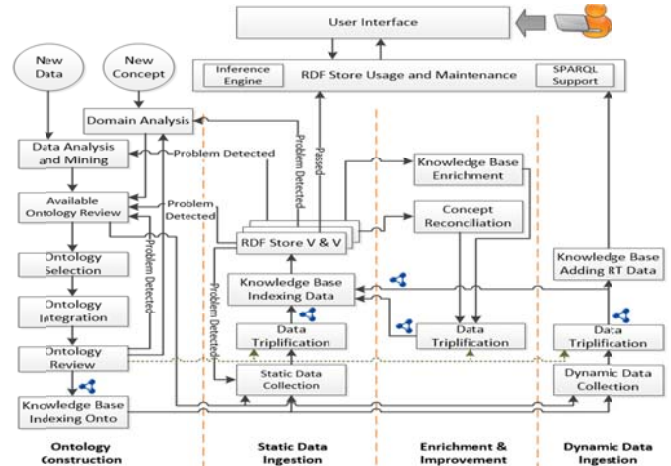 User Interface
New
Data
New
Concept
Inference
Engine
RDF Store Usage and Maintenance
SPARQL
Support
Domain Analysis
Data Analysis
and Mining
Problem Detected
Problem Detected
Passed
Knowledge Base
Enrichment
Available
Ontology Review
Problem
Detected
Concept
Reconciliation
RDF Store V & V
Ontology
Selection
Knowledge Base
Adding RT Data
Problem Detected
Problem Detected
Knowledge Base
Indexing Data
Ontology
Integration
Data
Triplification
Data
Triplification
Data
Triplification
Ontology
Review
Static Data
Collection
Dynamic Data
Collection
Knowledge Base
Indexing Onto
Ontology
Construction
Static Data
Ingestion
Enrichment &
Improvement
Dynamic Data
Ingestion